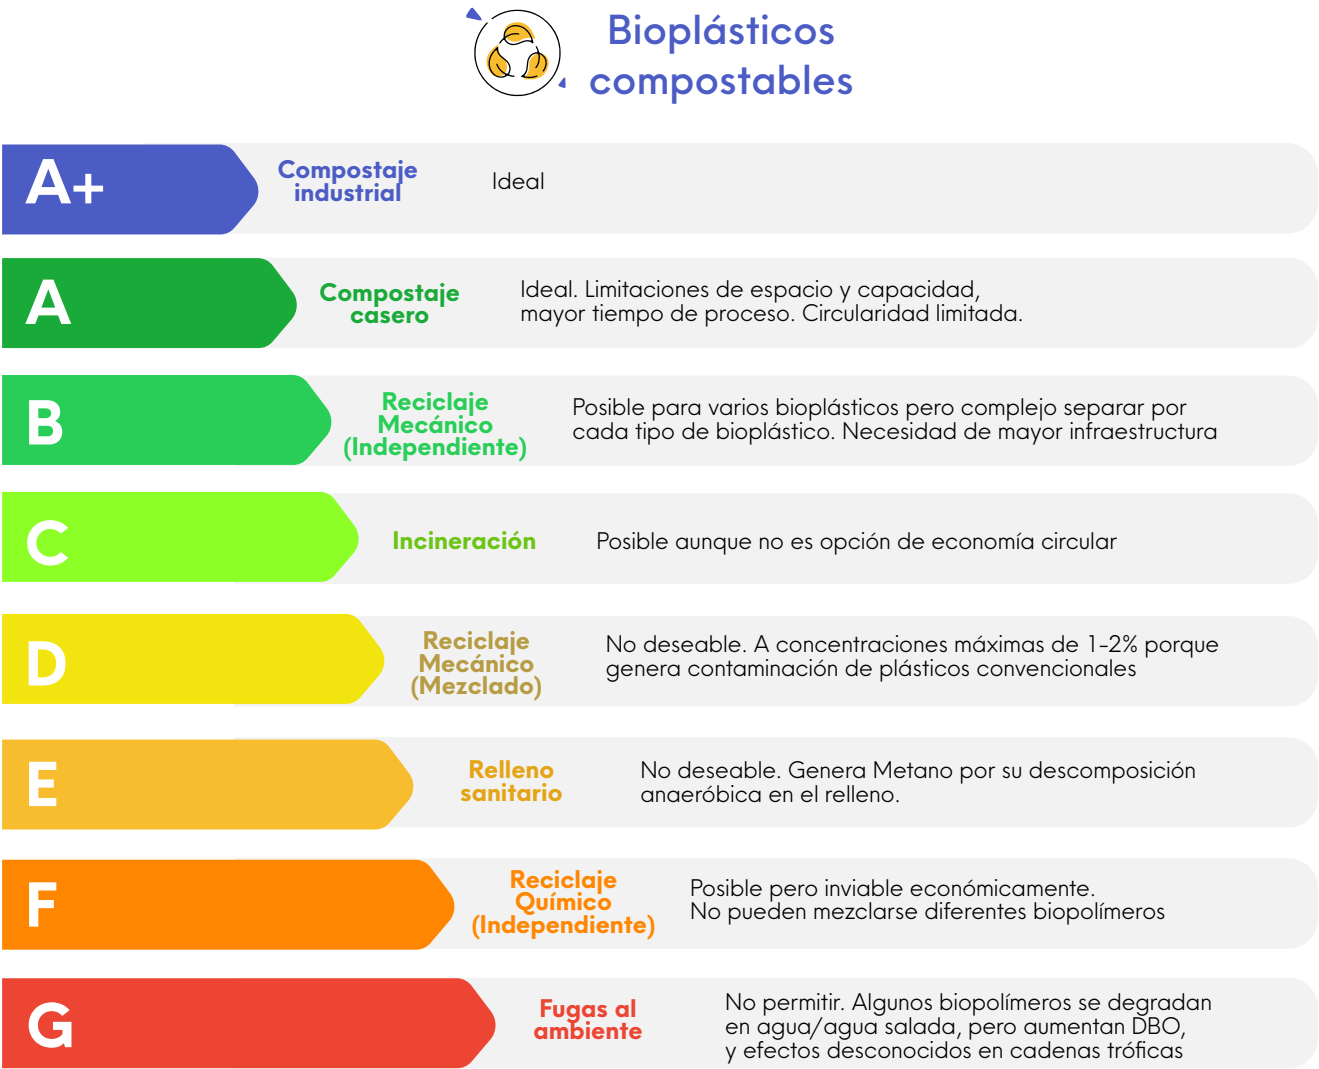 Bioplásticos
compostables
A+
Compostaje
industrial
Ideal
A
Compostaje
casero
Ideal. Limitaciones de espacio y capacidad,
mayor tiempo de proceso. Circularidad limitada.
B
Reciclaje
Mecánico
(Independiente)
Posible para varios bioplásticos pero complejo separar por
cada tipo de bioplástico. Necesidad de mayor infraestructura
C
Incineración
Posible aunque no es opción de economía circular
D
Reciclaje
Mecánico
(Mezclado)
No deseable. A concentraciones máximas de 1-2% porque
genera contaminación de plásticos convencionales
E
Relleno
sanitario
No deseable. Genera Metano por su descomposición
anaeróbica en el relleno.
F
Reciclaje
Químico
(Independiente)
Posible pero inviable económicamente.
No pueden mezclarse diferentes biopolímeros
G
Fugas al
ambiente
No permitir. Algunos biopolímeros se degradan
en agua/agua salada, pero aumentan DBO,
y efectos desconocidos en cadenas tróficas